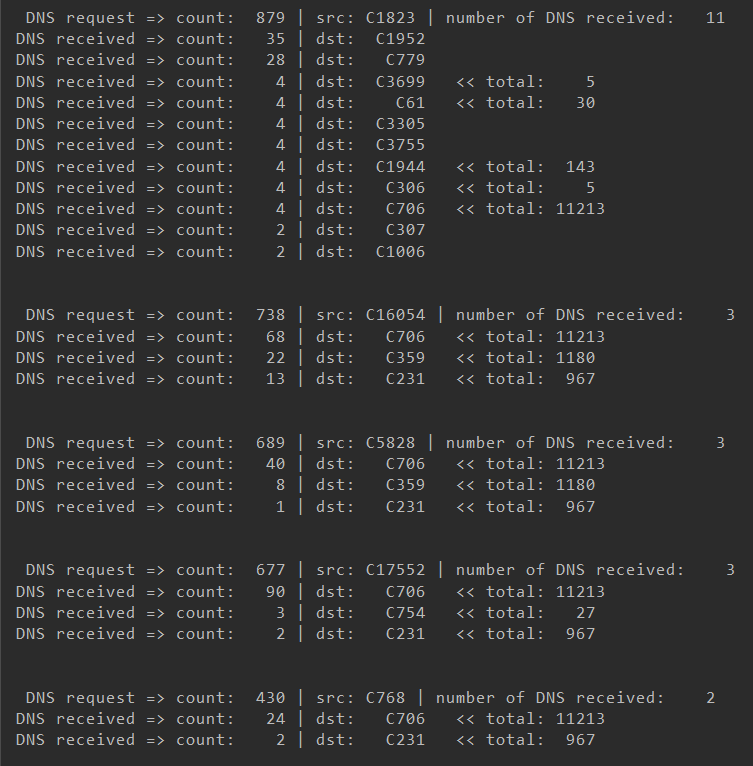 DNS request => count:  879 | src: C1823 | number of DNS received:   11
DNS received => count:   35 | dst:  C1952
DNS received => count:   28 | dst:   C779
DNS received => count:    4 | dst:  C3699   << total:    5
DNS received => count:    4 | dst:    C61   << total:   30
DNS received => count:    4 | dst:  C3305
DNS received => count:    4 | dst:  C3755
DNS received => count:    4 | dst:  C1944   << total:  143
DNS received => count:    4 | dst:   C306   << total:    5
DNS received => count:    4 | dst:   C706   << total: 11213
DNS received => count:    2 | dst:   C307
DNS received => count:    2 | dst:  C1006
DNS request => count:  738 | src: C16054 | number of DNS received:    3
DNS received => count:   68 | dst:   C706   << total: 11213
DNS received => count:   22 | dst:   C359   << total: 1180
DNS received => count:   13 | dst:   C231   << total:  967
DNS request => count:  689 | src: C5828 | number of DNS received:    3
DNS received => count:   40 | dst:   C706   << total: 11213
DNS received => count:    8 | dst:   C359   << total: 1180
DNS received => count:    1 | dst:   C231   << total:  967
DNS request => count:  677 | src: C17552 | number of DNS received:    3
DNS received => count:   90 | dst:   C706   << total: 11213
DNS received => count:    3 | dst:   C754   << total:   27
DNS received => count:    2 | dst:   C231   << total:  967
DNS request => count:  430 | src: C768 | number of DNS received:    2
DNS received => count:   24 | dst:   C706   << total: 11213
DNS received => count:    2 | dst:   C231   << total:  967